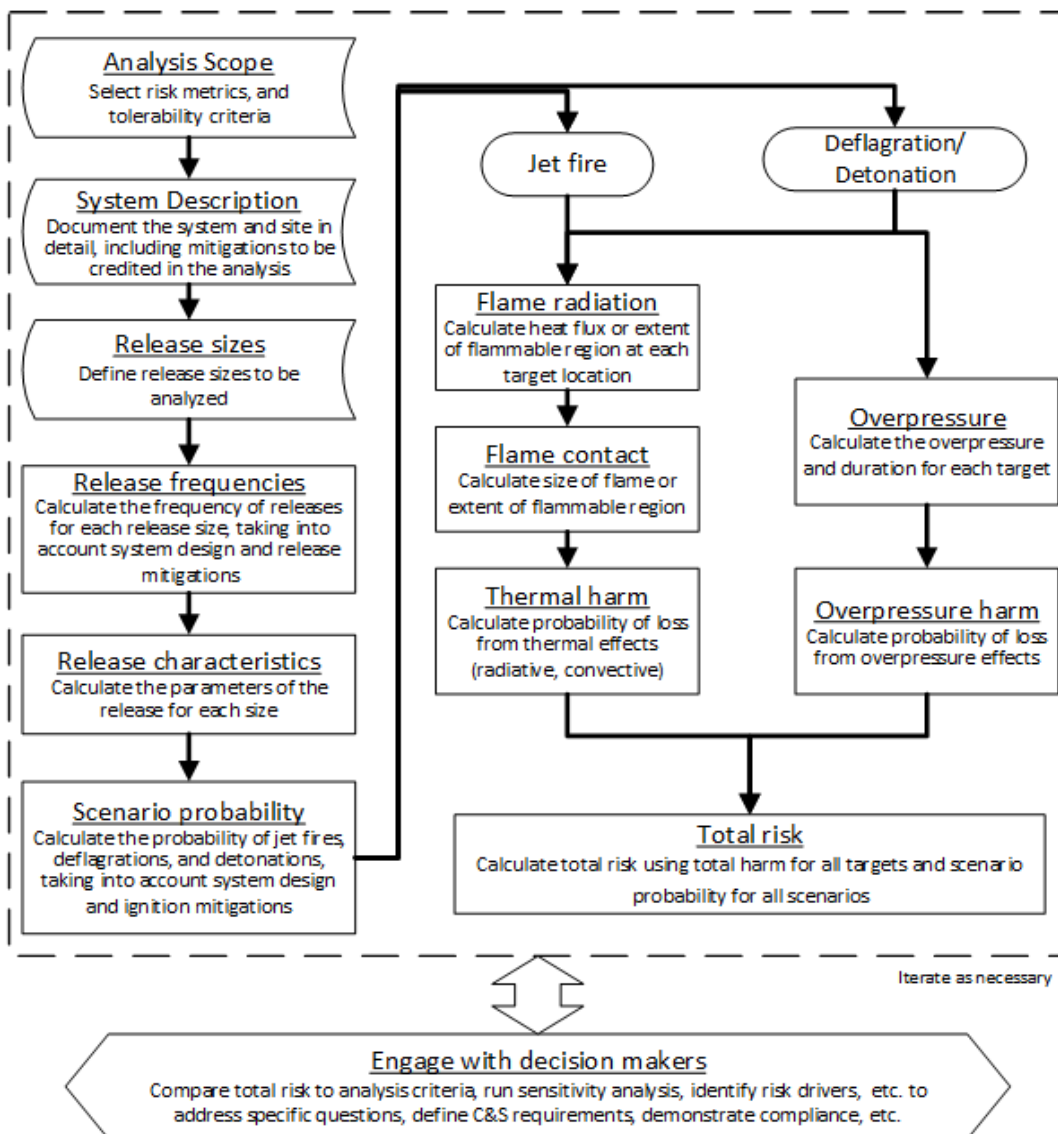 Analysis Scope
Select risk metrics, and
tolerability criteria
System Description
Document the system and site in
detail, including mitigations to be
credited in the analysis
Release sizes
Define release sizes to be
analyzed
Release frequencies
Calculate the frequency of releases
for each release size, taking into
account system design and release
mitigations
Release characteristics
Calculate the parameters of the
release for each size
Scenario probability
Calculate the probability of jet fires,
deflagrations, and detonations,
taking into account system design
and ignition mitigations
Jet fire
Deflagration/
Detonation
Flame radiation
Calculate heat flux or extent
of flammable region at each
target location
Flame contact
Calculate size of flame or
extent of flammable region
Thermal harm
Calculate probability of loss
from thermal effects
(radiative, convective)
Overpressure
Calculate the overpressure
and duration for each target
Overpressure harm
Calculate probability of loss
from overpressure effects
Total risk
Calculate total risk using total harm for all targets and scenario
probability for all scenarios
Iterate as necessary
Engage with decision makers
Compare total risk to analysis criteria, run sensitivity analysis, identify risk drivers, etc. to
address specific questions, define C&S requirements, demonstrate compliance, etc.